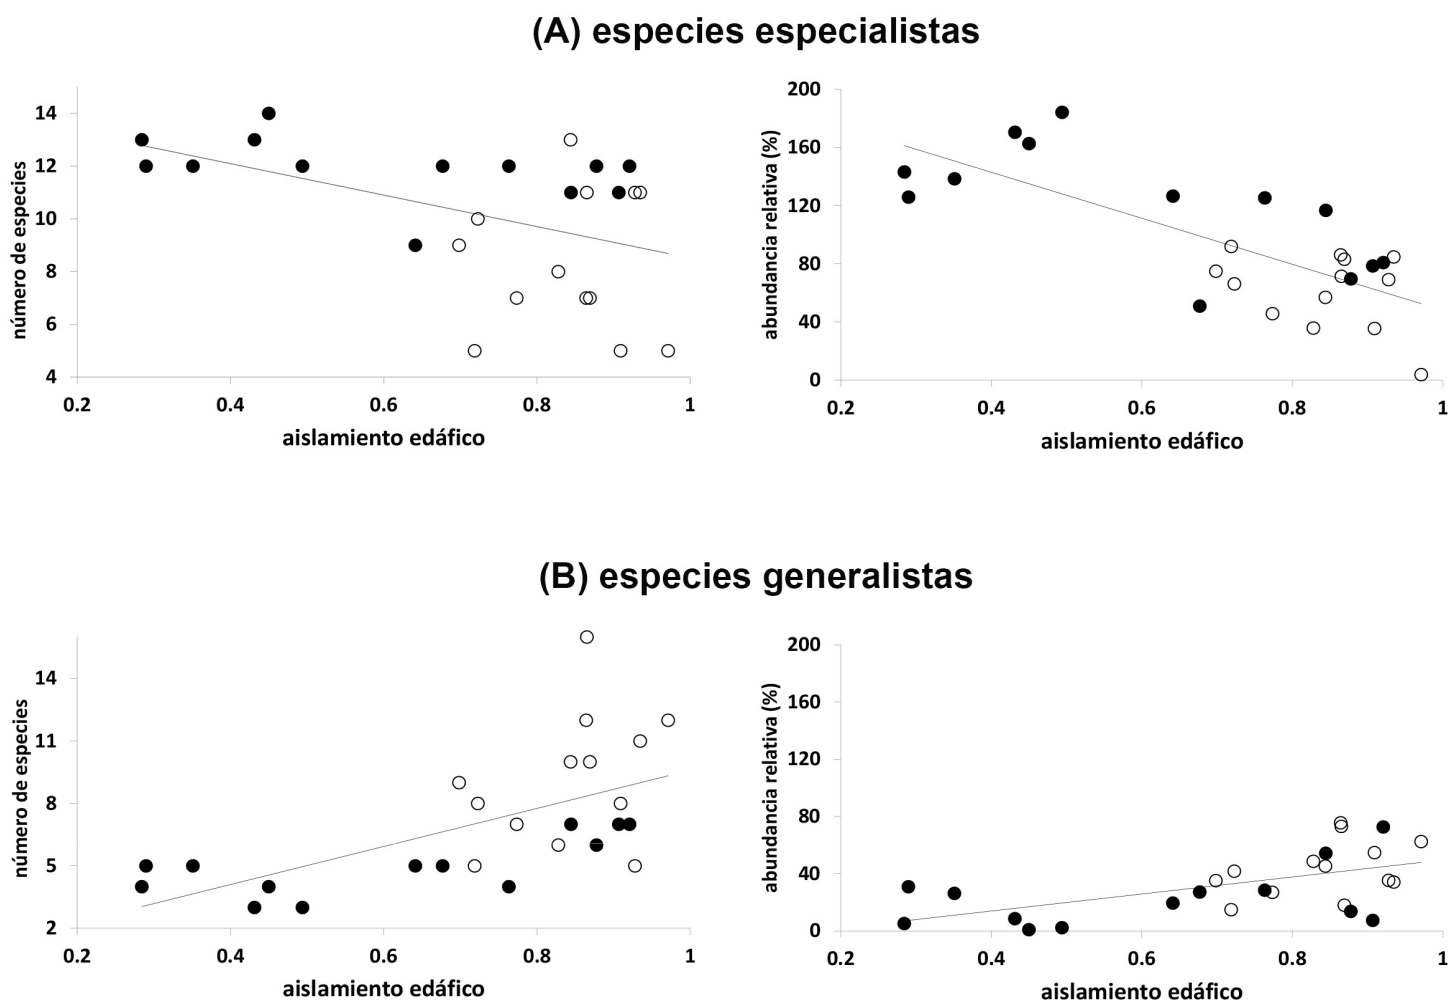 (A) especies especialistas
número de especies
14
12
10
8
6
4
0.2 0.4 0.6 0.8 1
aislamiento edáfico
abundancia relativa (%)
200
160
120
80
40
0
0.2 0.4 0.6 0.8 1
aislamiento edáfico
(B) especies generalistas
número de especies
14
11
8
5
2
0.2 0.4 0.6 0.8 1
aislamiento edáfico
abundancia relativa (%)
200
160
120
80
40
0
0.2 0.4 0.6 0.8 1
aislamiento edáfico